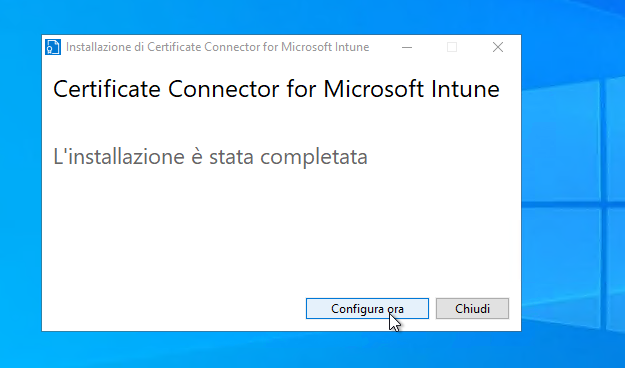 Installazione di Certificate Connector for Microsoft Intune
Certificate Connector for Microsoft Intune
L'installazione è stata completata
Configura ora
Chiudi